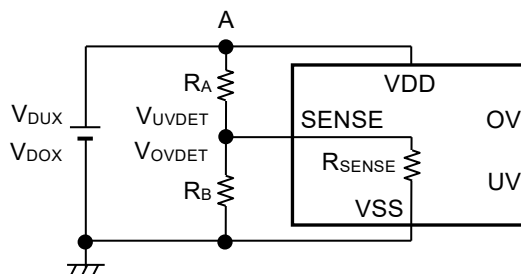 A
RA
VDD
VDUX
VUVDET
SENSE
OV
VDOX
VOVDET
RSENSE
RB
UV
VSS